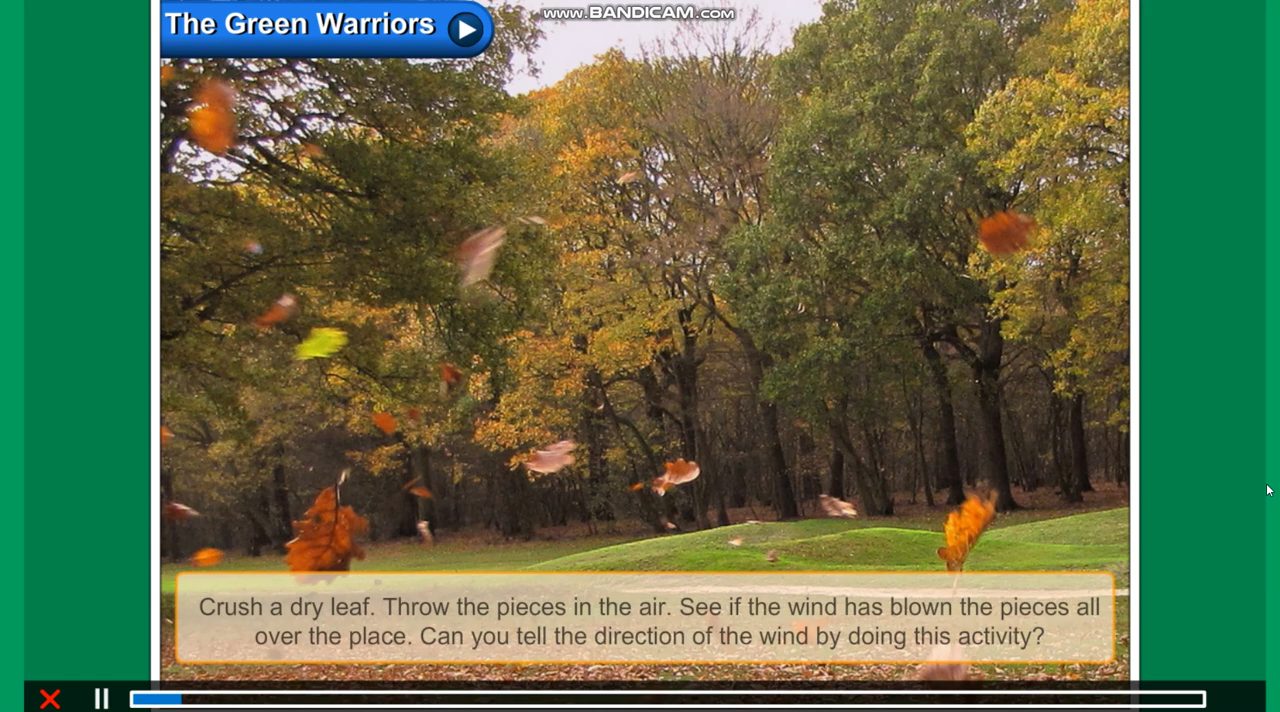 www.BANDICAM.com
The Green Warriors
Crush a dry leaf. Throw the pieces in the air. See if the wind has blown the pieces all
over the place. Can you tell the direction of the wind by doing this activity?